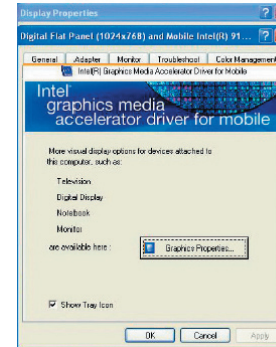 Display Properties
Digital Flat Panel (1024x768) and Mobile Intel(R) 91...
General Adapter Monitor Troubleshoot Color Management
Intel(R) Graphics Media Accelerator Driver for Mobile
Intel®
graphics media
accelerator driver for mobile
More visual display options for devices attached to
this computer, such as:
Television
Digital Display
Notebook
Monitor
are available here :
Graphics Properties...
Show Tray Icon
OK Cancel Apply